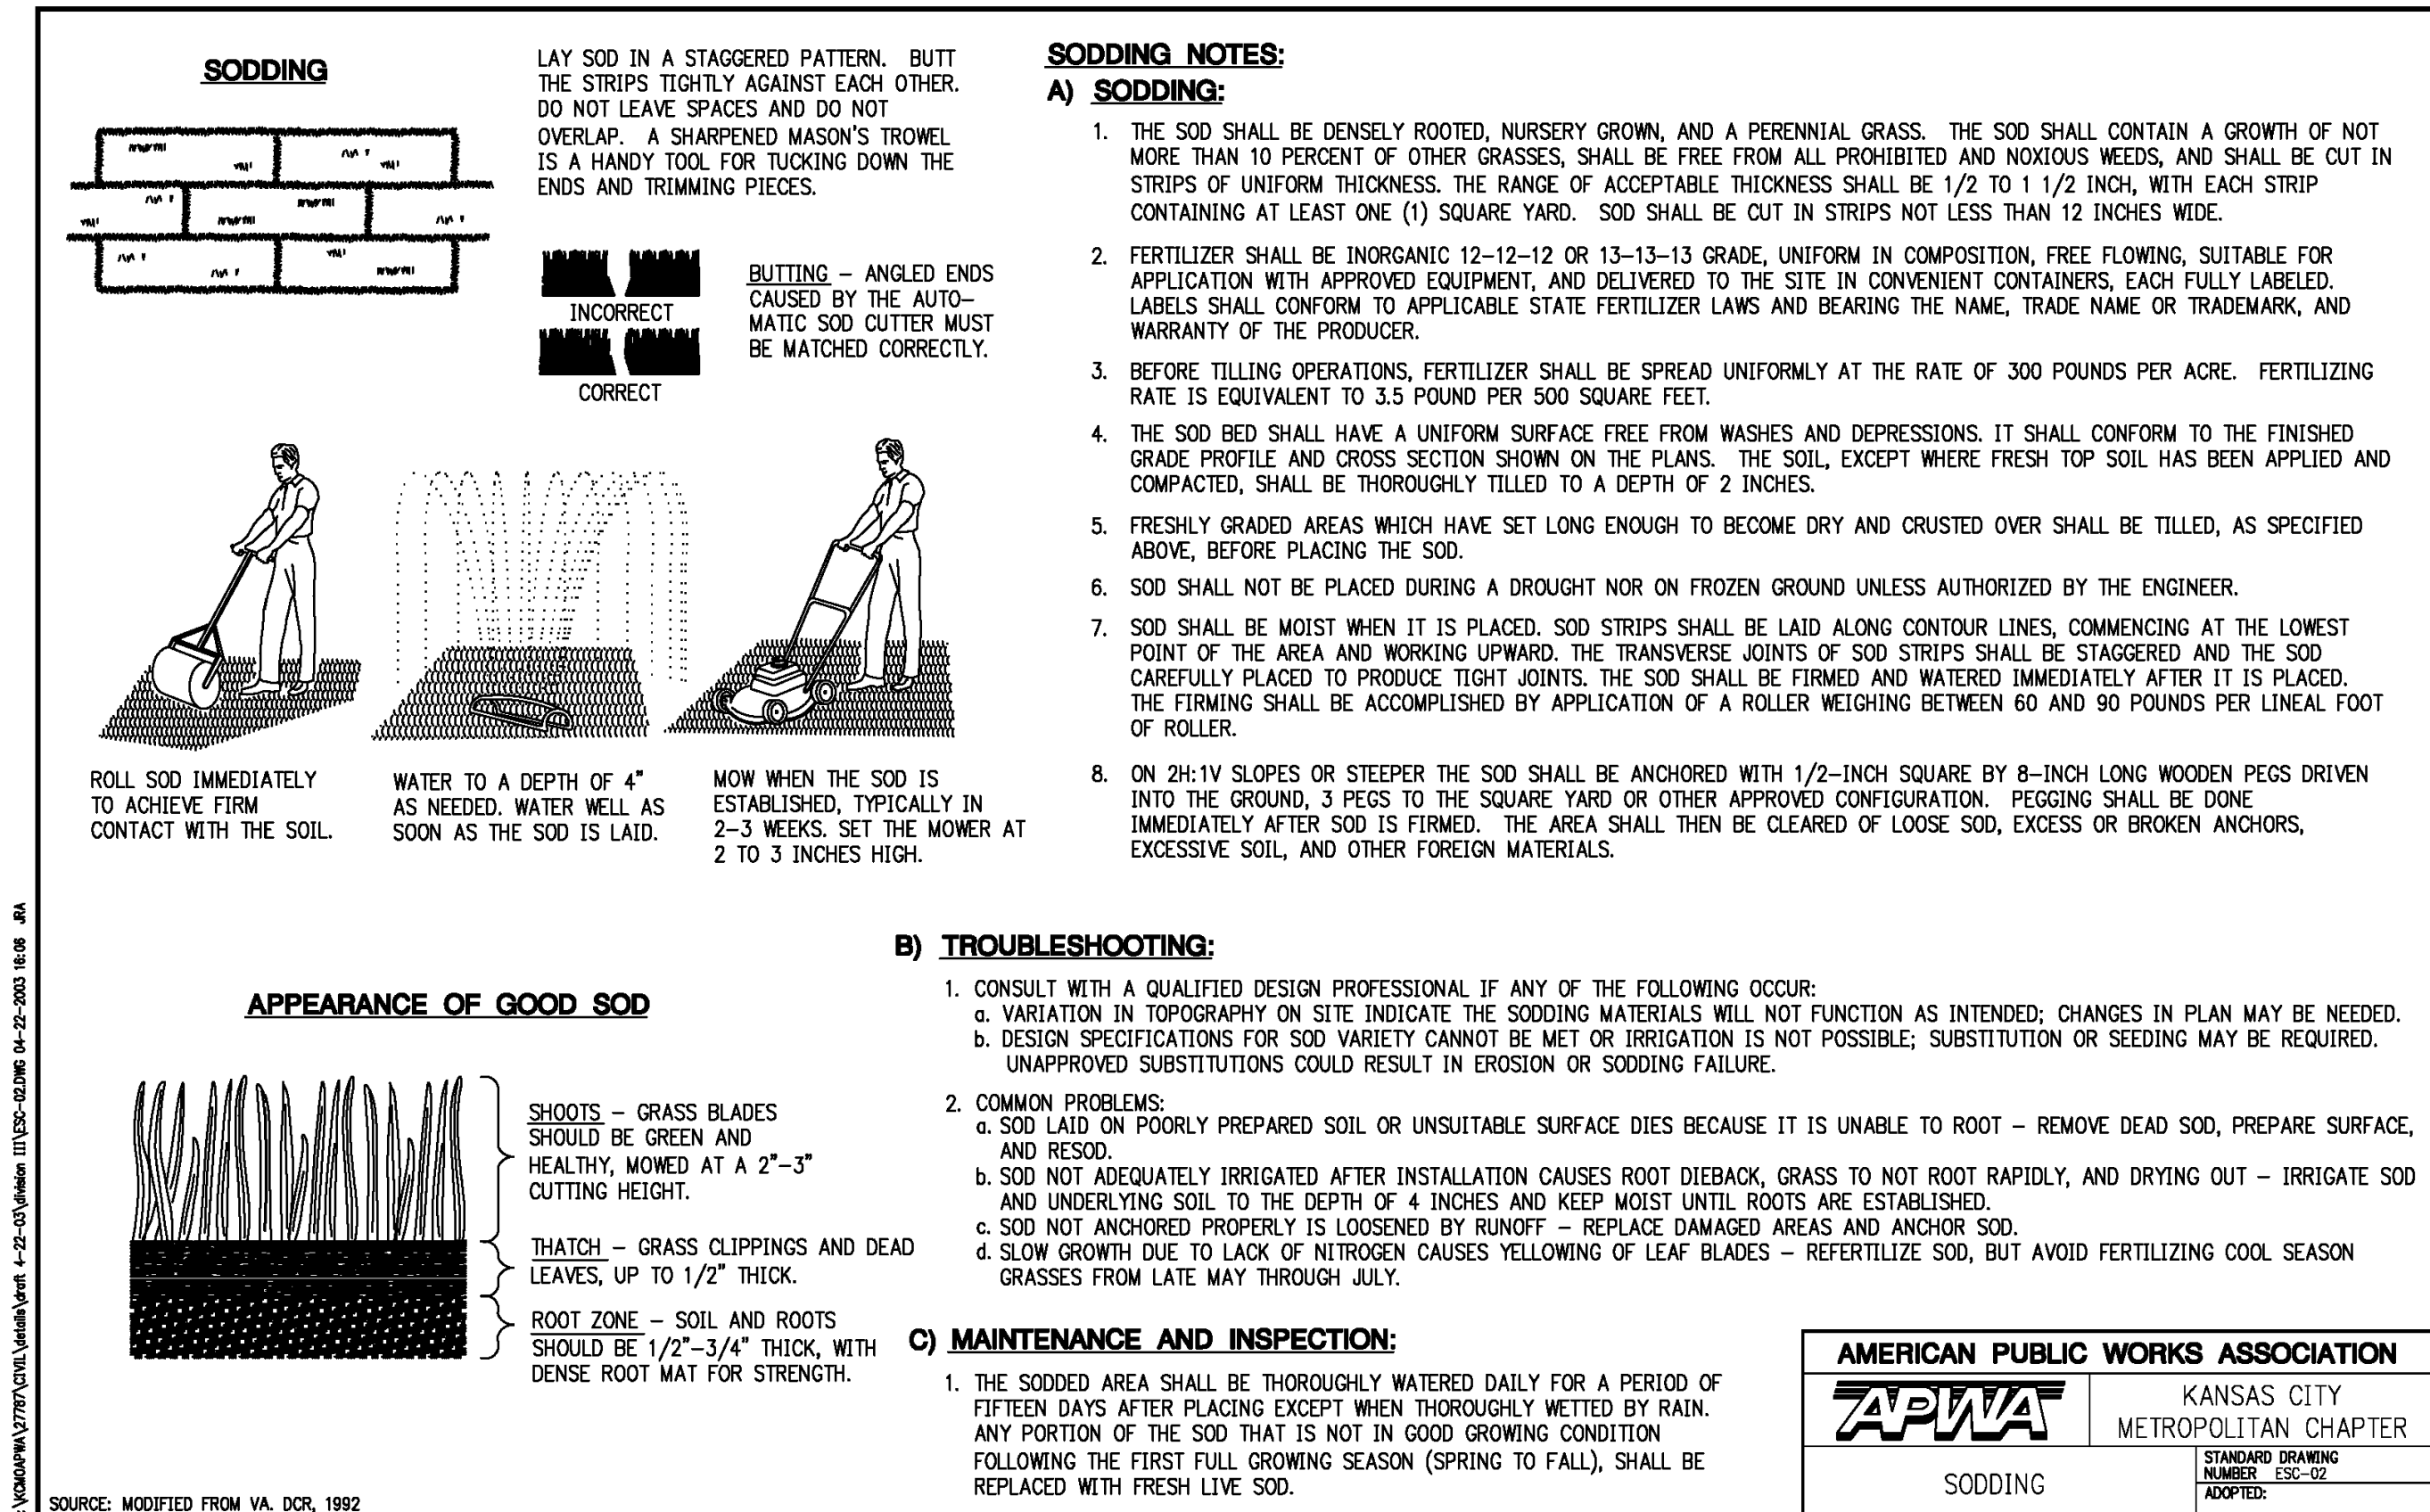 SODDING
LAY SOD IN A STAGGERED PATTERN. BUTT
THE STRIPS TIGHTLY AGAINST EACH OTHER.
DO NOT LEAVE SPACES AND DO NOT
OVERLAP. A SHARPENED MASON'S TROWEL
IS A HANDY TOOL FOR TUCKING DOWN THE
ENDS AND TRIMMING PIECES.
INCORRECT
CORRECT
BUTTING – ANGLED ENDS
CAUSED BY THE AUTO–
MATIC SOD CUTTER MUST
BE MATCHED CORRECTLY.
ROLL SOD IMMEDIATELY
TO ACHIEVE FIRM
CONTACT WITH THE SOIL.
WATER TO A DEPTH OF 4"
AS NEEDED. WATER WELL AS
SOON AS THE SOD IS LAID.
MOW WHEN THE SOD IS
ESTABLISHED, TYPICALLY IN
2–3 WEEKS. SET THE MOWER AT
2 TO 3 INCHES HIGH.
APPEARANCE OF GOOD SOD
SHOOTS – GRASS BLADES
SHOULD BE GREEN AND
HEALTHY, MOWED AT A 2"–3"
CUTTING HEIGHT.
THATCH – GRASS CLIPPINGS AND DEAD
LEAVES, UP TO 1/2" THICK.
ROOT ZONE – SOIL AND ROOTS
SHOULD BE 1/2"–3/4" THICK, WITH
DENSE ROOT MAT FOR STRENGTH.
SOURCE: MODIFIED FROM VA. DCR, 1992
\KCMOAPWA\27787\CIVIL\details\draft 4–22–03\division III\ESC–02.DWG 04–22–2003 16:06 JRA
SODDING NOTES:
A) SODDING:
1. THE SOD SHALL BE DENSELY ROOTED, NURSERY GROWN, AND A PERENNIAL GRASS. THE SOD SHALL CONTAIN A GROWTH OF NOT
MORE THAN 10 PERCENT OF OTHER GRASSES, SHALL BE FREE FROM ALL PROHIBITED AND NOXIOUS WEEDS, AND SHALL BE CUT IN
STRIPS OF UNIFORM THICKNESS. THE RANGE OF ACCEPTABLE THICKNESS SHALL BE 1/2 TO 1 1/2 INCH, WITH EACH STRIP
CONTAINING AT LEAST ONE (1) SQUARE YARD. SOD SHALL BE CUT IN STRIPS NOT LESS THAN 12 INCHES WIDE.
2. FERTILIZER SHALL BE INORGANIC 12–12–12 OR 13–13–13 GRADE, UNIFORM IN COMPOSITION, FREE FLOWING, SUITABLE FOR
APPLICATION WITH APPROVED EQUIPMENT, AND DELIVERED TO THE SITE IN CONVENIENT CONTAINERS, EACH FULLY LABELED.
LABELS SHALL CONFORM TO APPLICABLE STATE FERTILIZER LAWS AND BEARING THE NAME, TRADE NAME OR TRADEMARK, AND
WARRANTY OF THE PRODUCER.
3. BEFORE TILLING OPERATIONS, FERTILIZER SHALL BE SPREAD UNIFORMLY AT THE RATE OF 300 POUNDS PER ACRE. FERTILIZING
RATE IS EQUIVALENT TO 3.5 POUND PER 500 SQUARE FEET.
4. THE SOD BED SHALL HAVE A UNIFORM SURFACE FREE FROM WASHES AND DEPRESSIONS. IT SHALL CONFORM TO THE FINISHED
GRADE PROFILE AND CROSS SECTION SHOWN ON THE PLANS. THE SOIL, EXCEPT WHERE FRESH TOP SOIL HAS BEEN APPLIED AND
COMPACTED, SHALL BE THOROUGHLY TILLED TO A DEPTH OF 2 INCHES.
5. FRESHLY GRADED AREAS WHICH HAVE SET LONG ENOUGH TO BECOME DRY AND CRUSTED OVER SHALL BE TILLED, AS SPECIFIED
ABOVE, BEFORE PLACING THE SOD.
6. SOD SHALL NOT BE PLACED DURING A DROUGHT NOR ON FROZEN GROUND UNLESS AUTHORIZED BY THE ENGINEER.
7. SOD SHALL BE MOIST WHEN IT IS PLACED. SOD STRIPS SHALL BE LAID ALONG CONTOUR LINES, COMMENCING AT THE LOWEST
POINT OF THE AREA AND WORKING UPWARD. THE TRANSVERSE JOINTS OF SOD STRIPS SHALL BE STAGGERED AND THE SOD
CAREFULLY PLACED TO PRODUCE TIGHT JOINTS. THE SOD SHALL BE FIRMED AND WATERED IMMEDIATELY AFTER IT IS PLACED.
THE FIRMING SHALL BE ACCOMPLISHED BY APPLICATION OF A ROLLER WEIGHING BETWEEN 60 AND 90 POUNDS PER LINEAL FOOT
OF ROLLER.
8. ON 2H:1V SLOPES OR STEEPER THE SOD SHALL BE ANCHORED WITH 1/2–INCH SQUARE BY 8–INCH LONG WOODEN PEGS DRIVEN
INTO THE GROUND, 3 PEGS TO THE SQUARE YARD OR OTHER APPROVED CONFIGURATION. PEGGING SHALL BE DONE
IMMEDIATELY AFTER SOD IS FIRMED. THE AREA SHALL THEN BE CLEARED OF LOOSE SOD, EXCESS OR BROKEN ANCHORS,
EXCESSIVE SOIL, AND OTHER FOREIGN MATERIALS.
B) TROUBLESHOOTING:
1. CONSULT WITH A QUALIFIED DESIGN PROFESSIONAL IF ANY OF THE FOLLOWING OCCUR:
a. VARIATION IN TOPOGRAPHY ON SITE INDICATE THE SODDING MATERIALS WILL NOT FUNCTION AS INTENDED; CHANGES IN PLAN MAY BE NEEDED.
b. DESIGN SPECIFICATIONS FOR SOD VARIETY CANNOT BE MET OR IRRIGATION IS NOT POSSIBLE; SUBSTITUTION OR SEEDING MAY BE REQUIRED.
UNAPPROVED SUBSTITUTIONS COULD RESULT IN EROSION OR SODDING FAILURE.
2. COMMON PROBLEMS:
a. SOD LAID ON POORLY PREPARED SOIL OR UNSUITABLE SURFACE DIES BECAUSE IT IS UNABLE TO ROOT – REMOVE DEAD SOD, PREPARE SURFACE,
AND RESOD.
b. SOD NOT ADEQUATELY IRRIGATED AFTER INSTALLATION CAUSES ROOT DIEBACK, GRASS TO NOT ROOT RAPIDLY, AND DRYING OUT – IRRIGATE SOD
AND UNDERLYING SOIL TO THE DEPTH OF 4 INCHES AND KEEP MOIST UNTIL ROOTS ARE ESTABLISHED.
c. SOD NOT ANCHORED PROPERLY IS LOOSENED BY RUNOFF – REPLACE DAMAGED AREAS AND ANCHOR SOD.
d. SLOW GROWTH DUE TO LACK OF NITROGEN CAUSES YELLOWING OF LEAF BLADES – REFERTILIZE SOD, BUT AVOID FERTILIZING COOL SEASON
GRASSES FROM LATE MAY THROUGH JULY.
C) MAINTENANCE AND INSPECTION:
1. THE SODDED AREA SHALL BE THOROUGHLY WATERED DAILY FOR A PERIOD OF
FIFTEEN DAYS AFTER PLACING EXCEPT WHEN THOROUGHLY WETTED BY RAIN.
ANY PORTION OF THE SOD THAT IS NOT IN GOOD GROWING CONDITION
FOLLOWING THE FIRST FULL GROWING SEASON (SPRING TO FALL), SHALL BE
REPLACED WITH FRESH LIVE SOD.
AMERICAN PUBLIC WORKS ASSOCIATION
APWA
KANSAS CITY
METROPOLITAN CHAPTER
SODDING
STANDARD DRAWING
NUMBER ESC–02
ADOPTED: